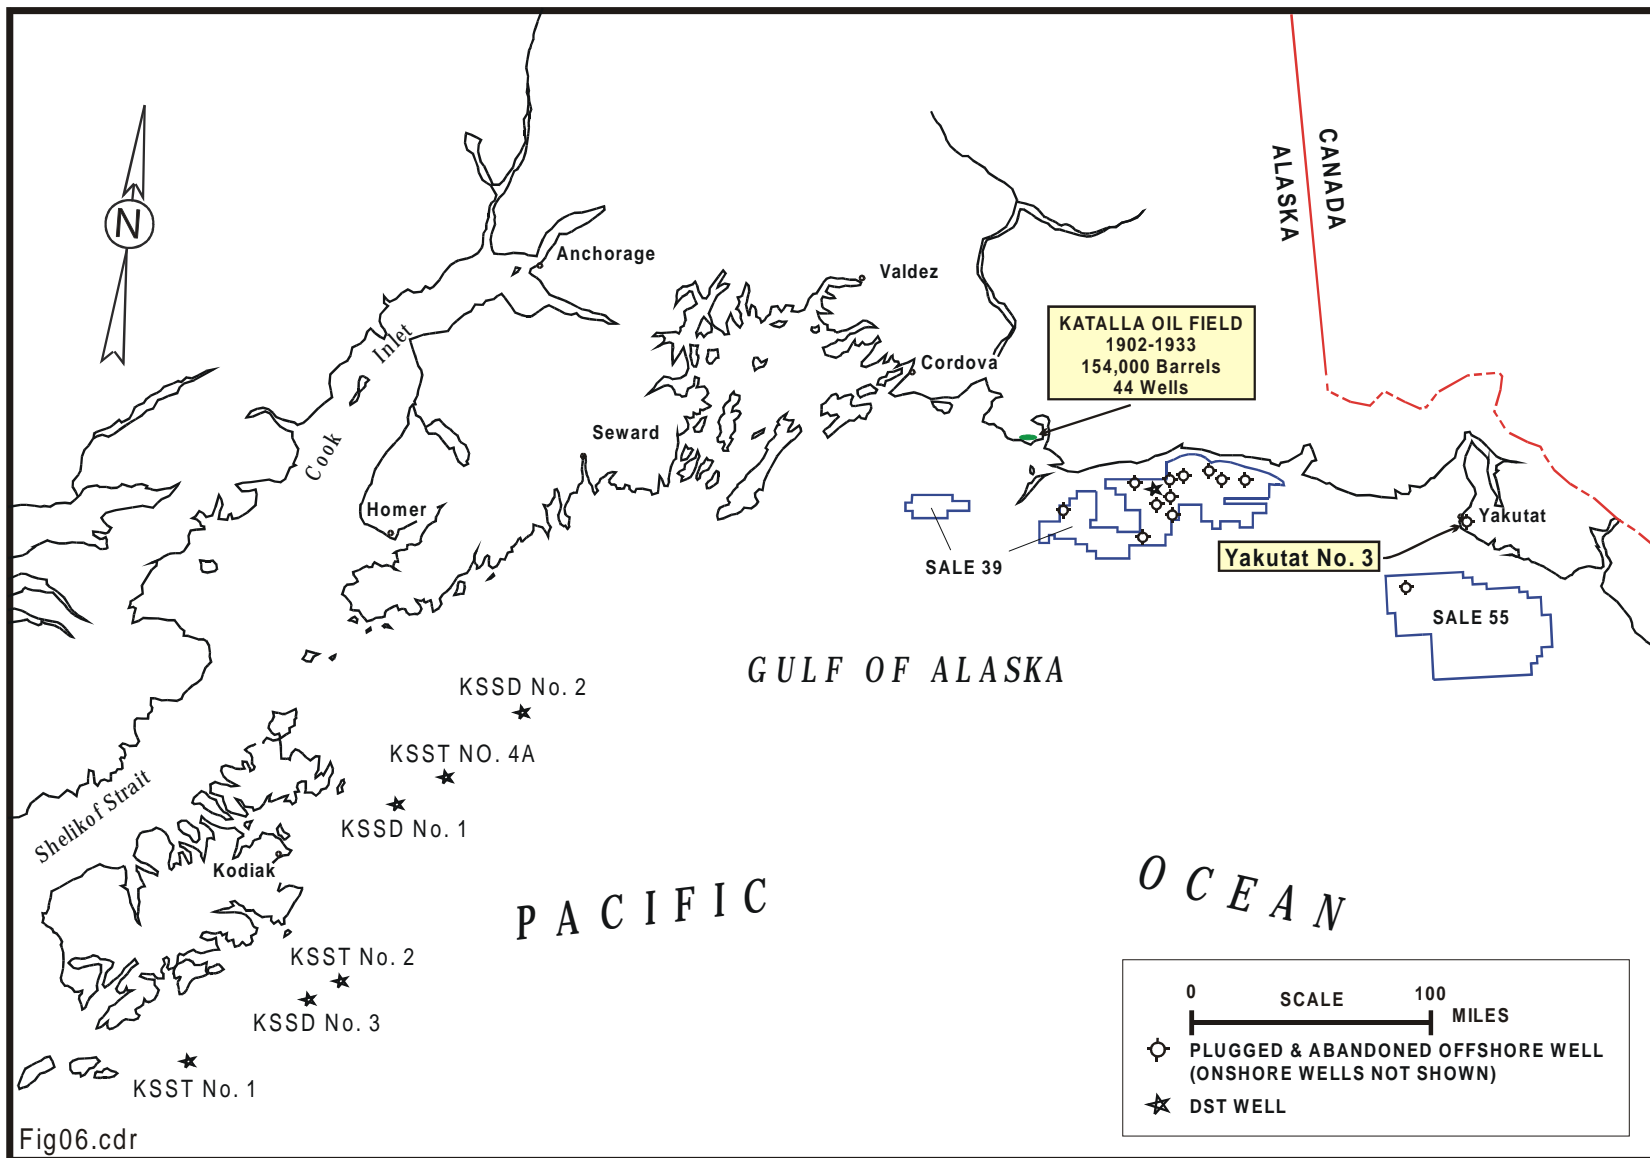 N
Anchorage
Valdez
CANADA
ALASKA
Cook
Inlet
KATALLA OIL FIELD
1902-1933
154,000 Barrels
44 Wells
Cordova
Seward
Homer
SALE 39
Yakutat
Yakutat No. 3
SALE 55
GULF OF ALASKA
KSSD No. 2
KSST NO. 4A
KSSD No. 1
Shelikof Strait
Kodiak
PACIFIC
OCEAN
KSST No. 2
KSSD No. 3
KSST No. 1
0
SCALE
100
MILES
PLUGGED & ABANDONED OFFSHORE WELL
(ONSHORE WELLS NOT SHOWN)
DST WELL
Fig06.cdr